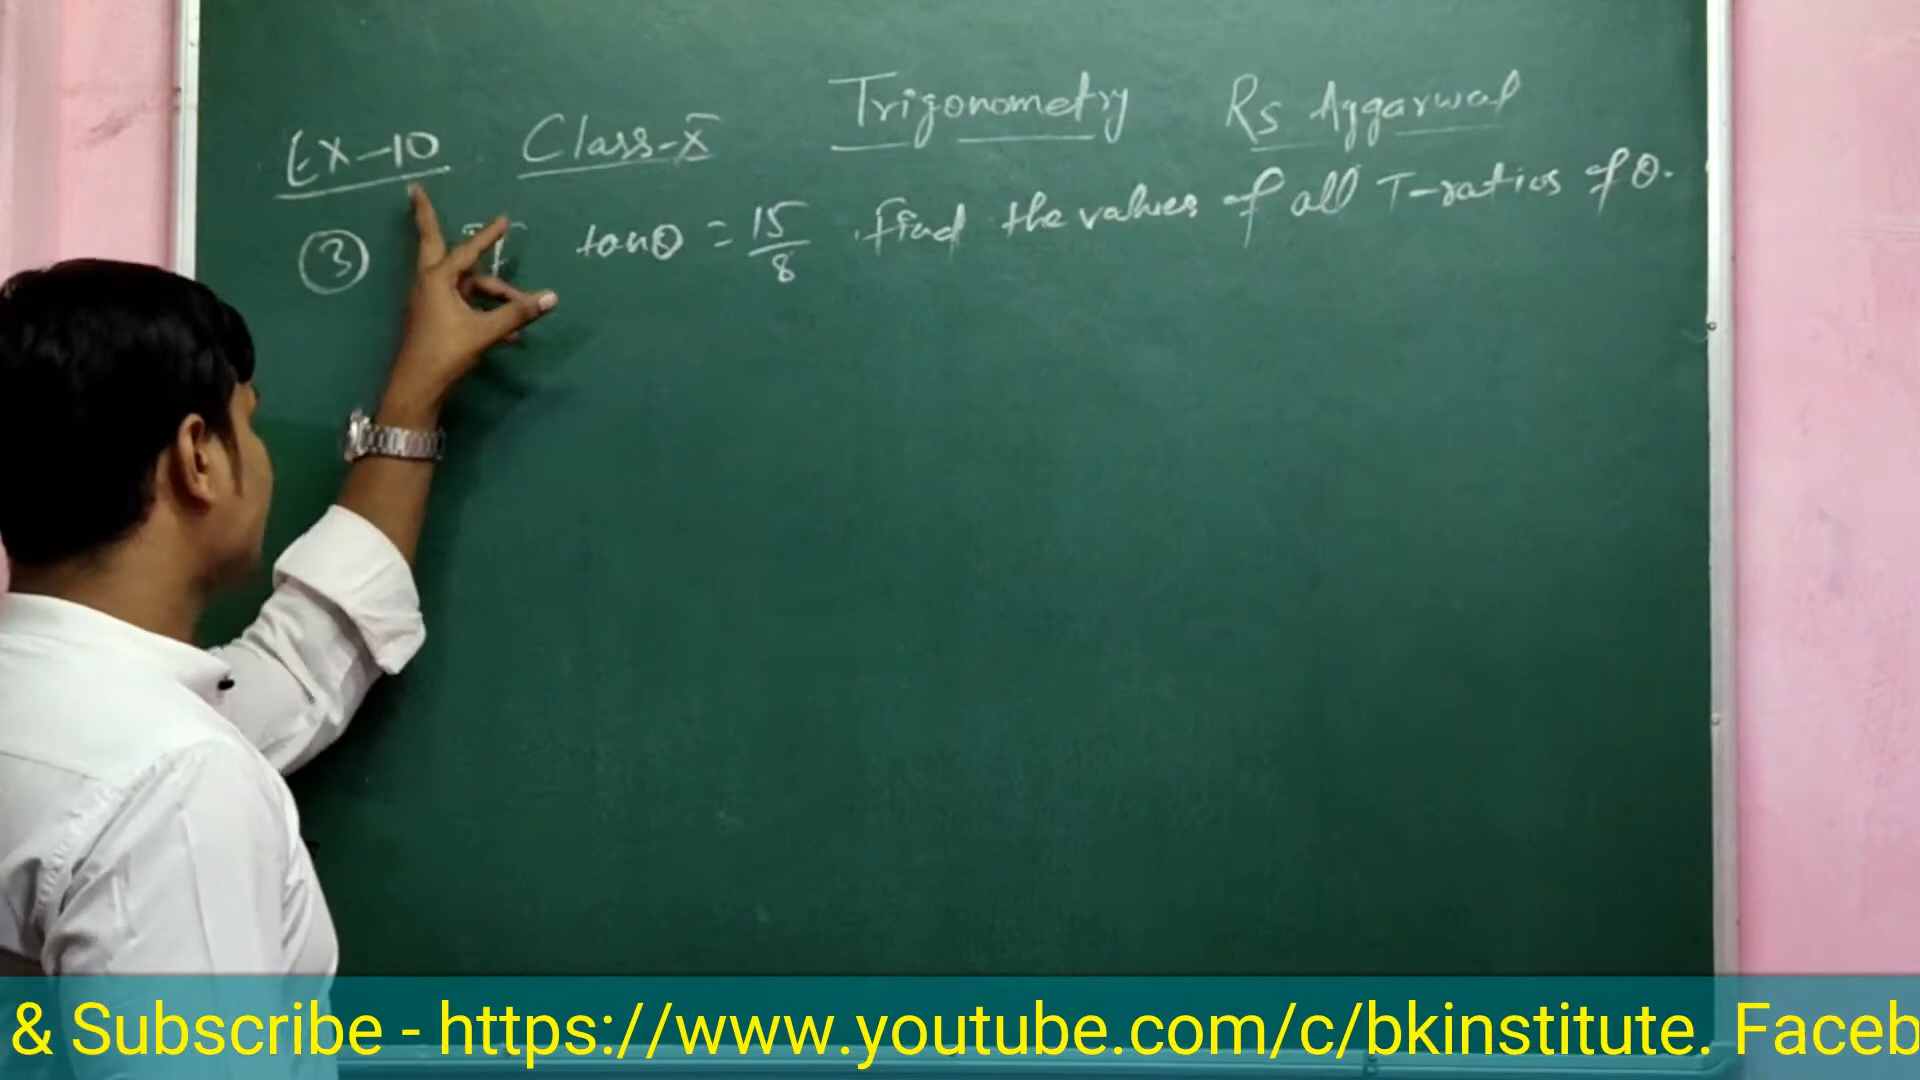 Ex-10 Class-X Trigonometry Rs Aggarwal
③ If tanθ = 15/8 . find the values of all T-ratios of θ.
& Subscribe - https://www.youtube.com/c/bkinstitute. Faceb